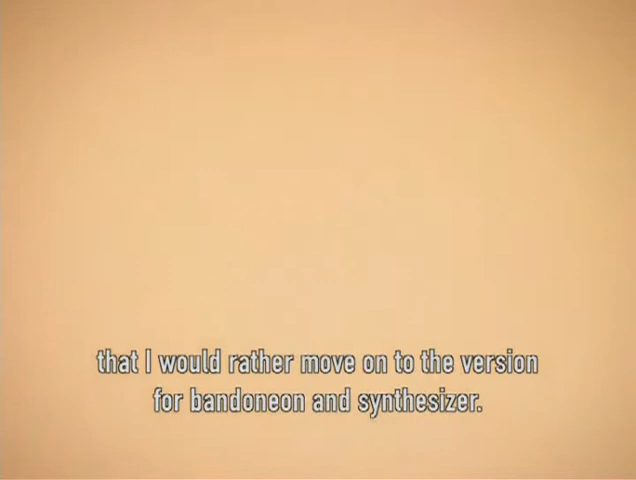 that I would rather move on to the version
for bandoneon and synthesizer.